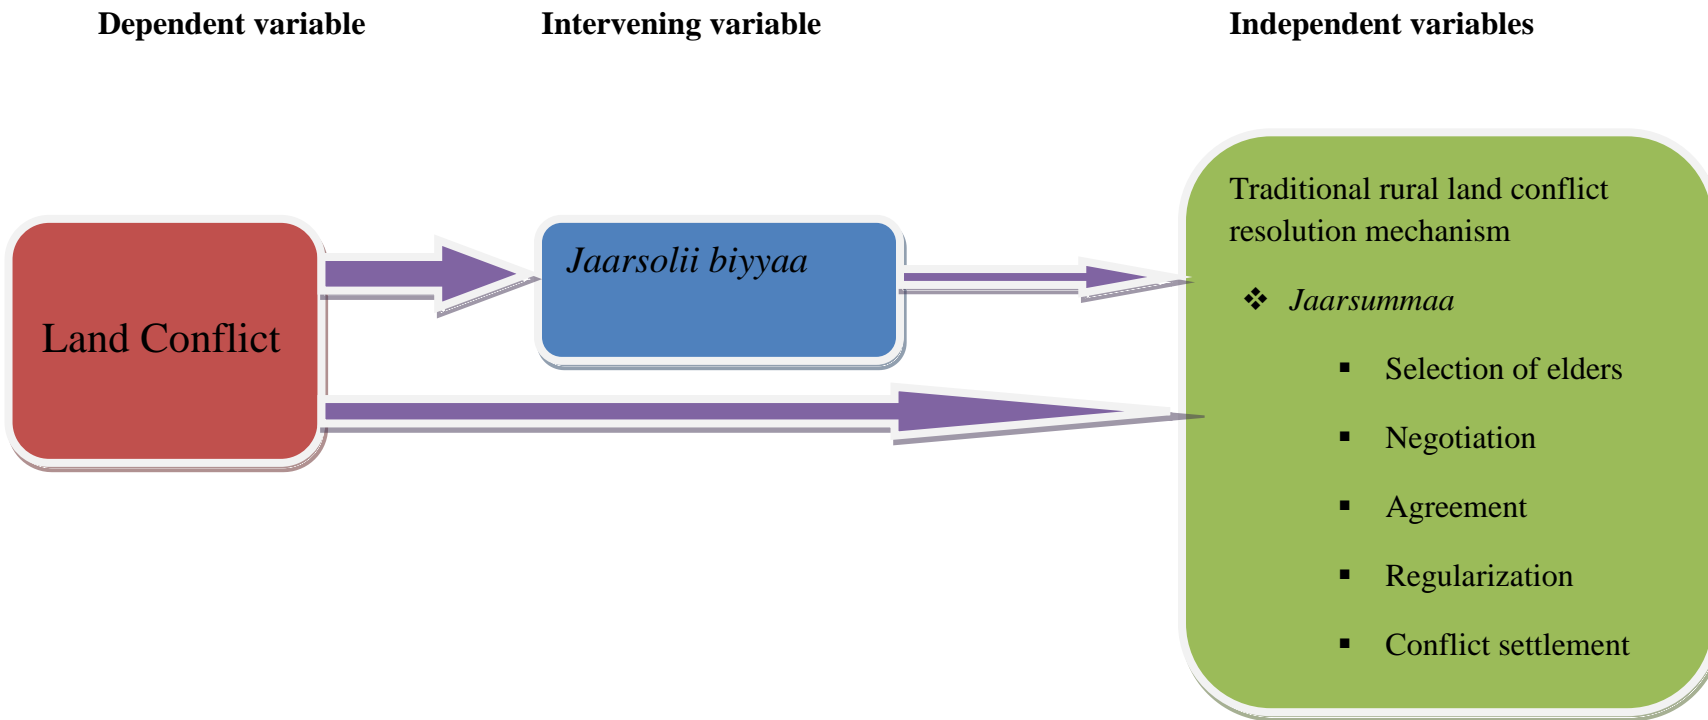 Dependent variable
Intervening variable
Independent variables
Land Conflict
Jaarsolii biyyaa
Traditional rural land conflict
resolution mechanism
❖ Jaarsummaa
▪ Selection of elders
▪ Negotiation
▪ Agreement
▪ Regularization
▪ Conflict settlement